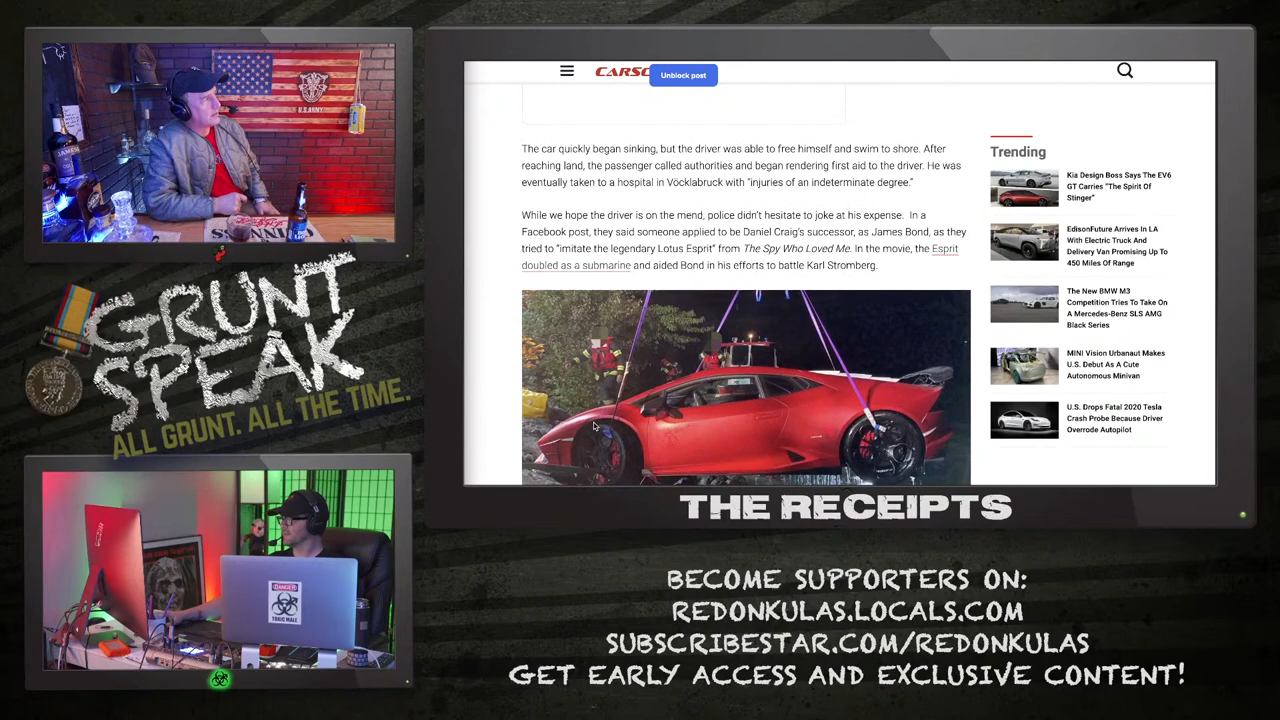 U.S. ARMY
GRUNT
SPEAK
ALL GRUNT. ALL THE TIME.
DANGER
TOXIC MALE
CARSC
Unblock post
The car quickly began sinking, but the driver was able to free himself and swim to shore. After
reaching land, the passenger called authorities and began rendering first aid to the driver. He was
eventually taken to a hospital in Vöcklabruck with “injuries of an indeterminate degree.”
While we hope the driver is on the mend, police didn’t hesitate to joke at his expense. In a
Facebook post, they said someone applied to be Daniel Craig’s successor, as James Bond, as they
tried to “imitate the legendary Lotus Esprit” from The Spy Who Loved Me. In the movie, the Esprit
doubled as a submarine and aided Bond in his efforts to battle Karl Stromberg.
Trending
Kia Design Boss Says The EV6
GT Carries “The Spirit Of
Stinger”
EdisonFuture Arrives In LA
With Electric Truck And
Delivery Van Promising Up To
450 Miles Of Range
The New BMW M3
Competition Tries To Take On
A Mercedes-Benz SLS AMG
Black Series
MINI Vision Urbanaut Makes
U.S. Debut As A Cute
Autonomous Minivan
U.S. Drops Fatal 2020 Tesla
Crash Probe Because Driver
Overrode Autopilot
THE RECEIPTS
BECOME SUPPORTERS ON:
REDONKULAS.LOCALS.COM
SUBSCRIBESTAR.COM/REDONKULAS
GET EARLY ACCESS AND EXCLUSIVE CONTENT!